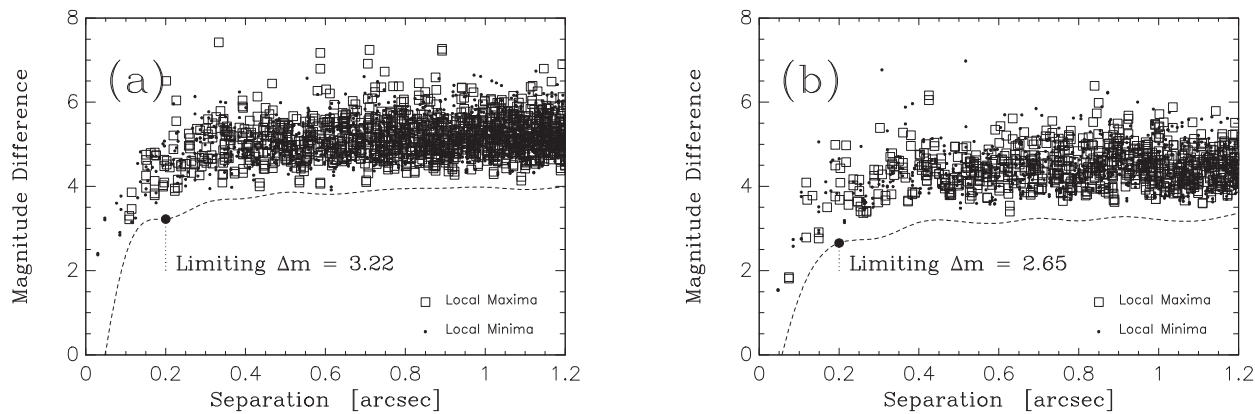 8
6
4
2
0
Magnitude Difference
(a)
Limiting Δm = 3.22
Local Maxima
Local Minima
0 0.2 0.4 0.6 0.8 1 1.2
Separation [arcsec]
8
6
4
2
0
Magnitude Difference
(b)
Limiting Δm = 2.65
Local Maxima
Local Minima
0 0.2 0.4 0.6 0.8 1 1.2
Separation [arcsec]